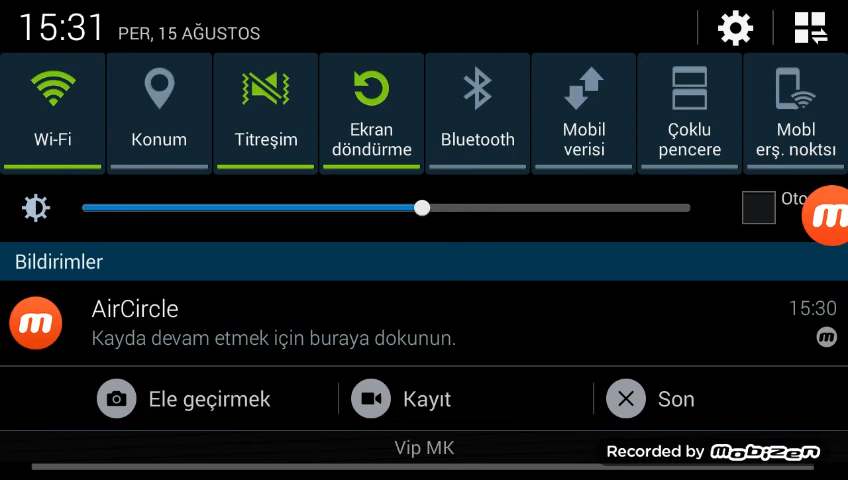 15:31 PER, 15 AĞUSTOS
Wi-Fi
Konum
Titreşim
Ekran
döndürme
Bluetooth
Mobil
verisi
Çoklu
pencere
Mobl
erş. noktsı
Oto
Bildirimler
AirCircle
15:30
Kayda devam etmek için buraya dokunun.
Ele geçirmek
Kayıt
Son
Vip MK
Recorded by mobizen